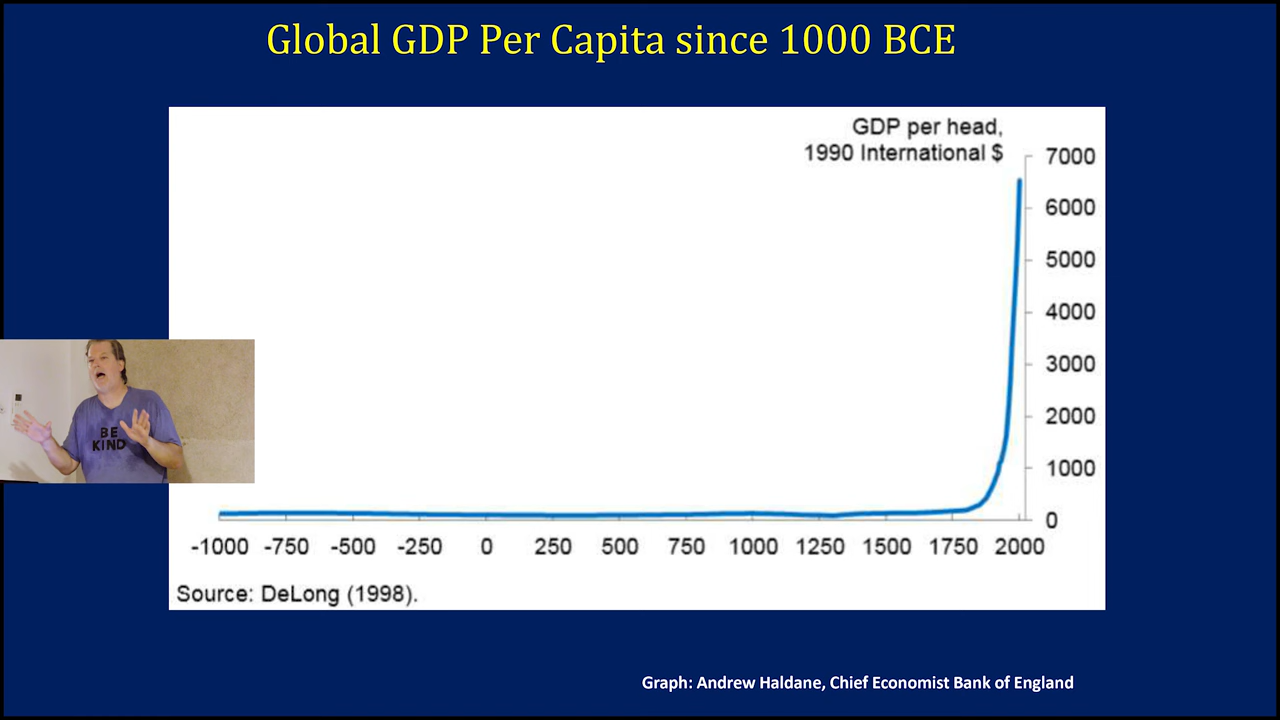 Global GDP Per Capita since 1000 BCE
GDP per head,
1990 International $
7000
6000
5000
4000
3000
2000
1000
0
-1000 -750 -500 -250 0 250 500 750 1000 1250 1500 1750 2000
Source: DeLong (1998).
BE
KIND
Graph: Andrew Haldane, Chief Economist Bank of England